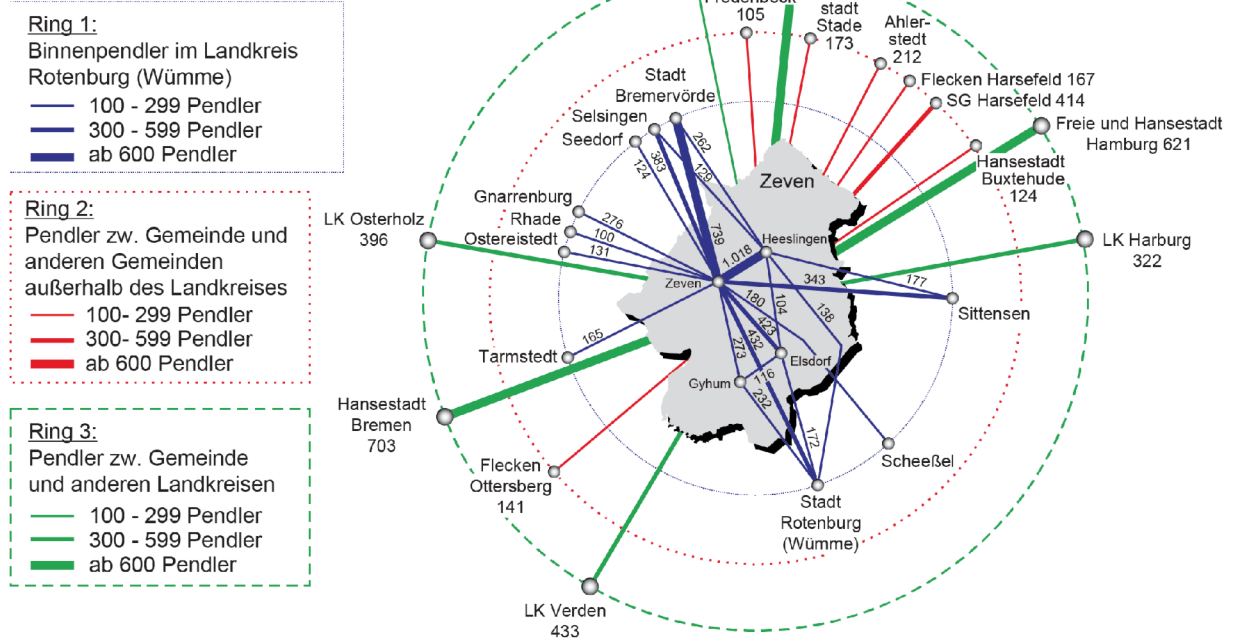 Ring 1:
Binnenpendler im Landkreis
Rotenburg (Wümme)
100 - 299 Pendler
300 - 599 Pendler
ab 600 Pendler
Ring 2:
Pendler zw. Gemeinde und
anderen Gemeinden
außerhalb des Landkreises
100- 299 Pendler
300- 599 Pendler
ab 600 Pendler
Ring 3:
Pendler zw. Gemeinde
und anderen Landkreisen
100 - 299 Pendler
300 - 599 Pendler
ab 600 Pendler
Fredenbeck
105
stadt
Stade
173
Ahler-
stedt
212
Flecken Harsefeld 167
SG Harsefeld 414
Freie und Hansestadt
Hamburg 621
Hansestadt
Buxtehude
124
LK Harburg
322
Stadt
Bremervörde
Selsingen
Seedorf
Gnarrenburg
Rhade
Ostereistedt
LK Osterholz
396
Tarmstedt
Hansestadt
Bremen
703
Flecken
Ottersberg
141
LK Verden
433
Stadt
Rotenburg
(Wümme)
Scheeßel
Sittensen
Zeven
Heeslingen
Zeven
Elsdorf
Gyhum
262
129
383
124
739
276
100
131
165
1.018
343
177
180
104
138
423
432
273
116
232
172